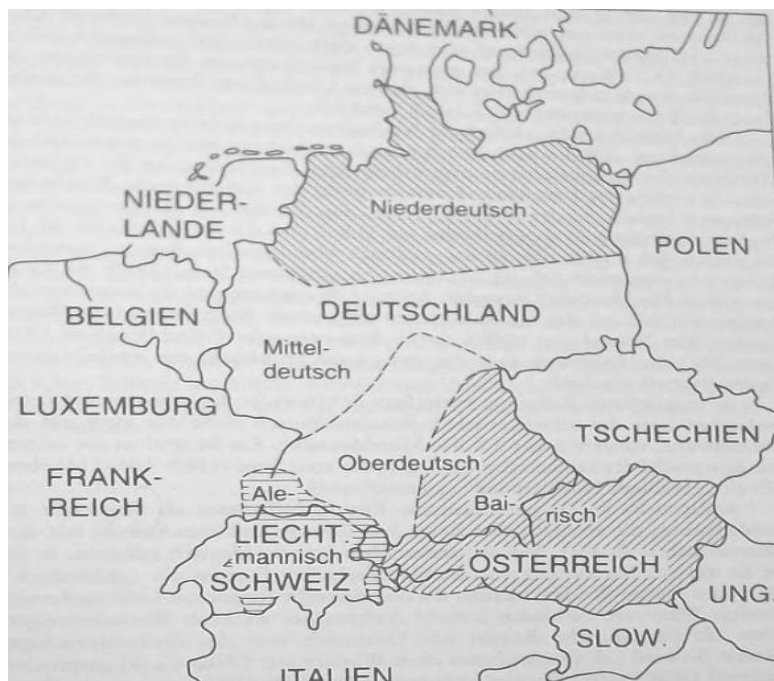 DÄNEMARK
NIEDER-
LANDE
Niederdeutsch
POLEN
BELGIEN
DEUTSCHLAND
Mittel-
deutsch
LUXEMBURG
TSCHECHIEN
Oberdeutsch
FRANK-
REICH
Ale-
Bai-
risch
LIECHT
mannisch
SCHWEIZ
ÖSTERREICH
UNG.
SLOW.
ITALIEN